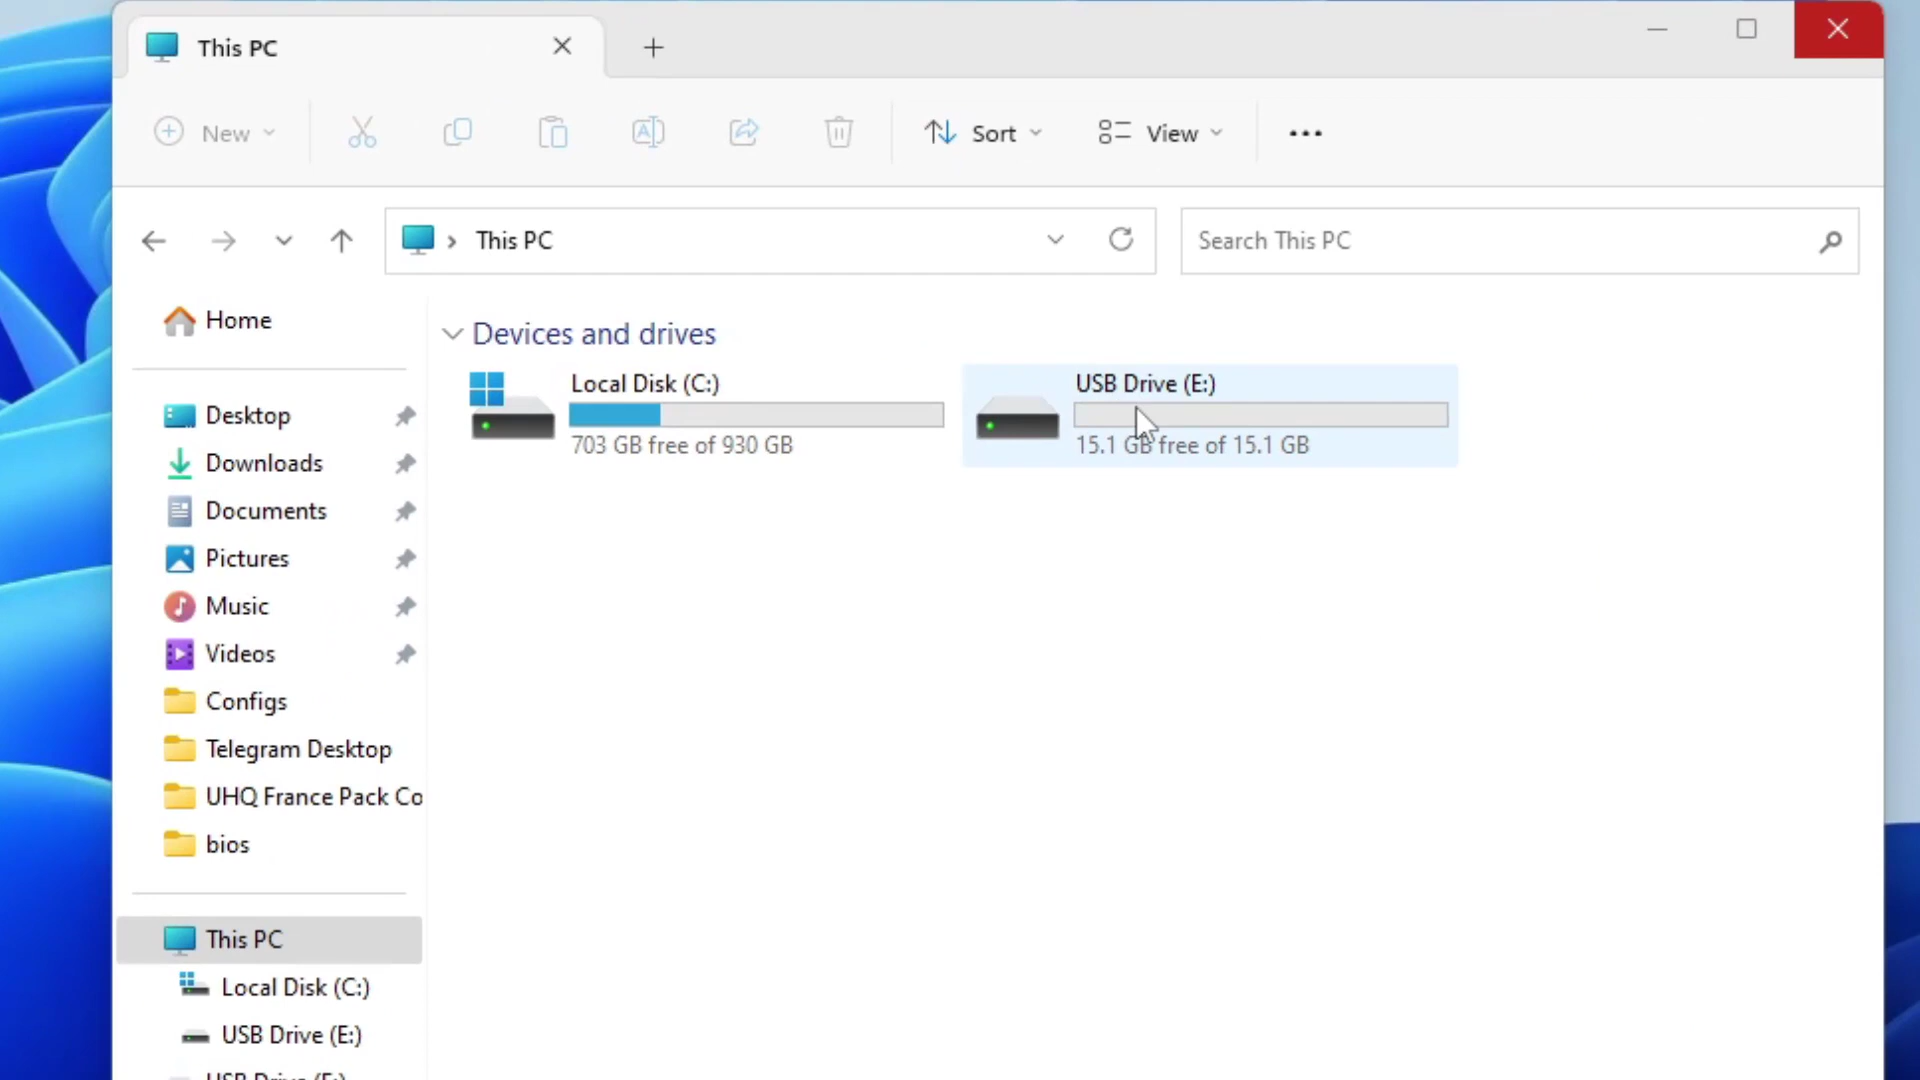 This PC
New
Sort
View
This PC
Search This PC
Home
Desktop
Downloads
Documents
Pictures
Music
Videos
Configs
Telegram Desktop
UHQ France Pack Co
bios
This PC
Local Disk (C:)
USB Drive (E:)
USB Drive (E:)
Devices and drives
Local Disk (C:)
703 GB free of 930 GB
USB Drive (E:)
15.1 GB free of 15.1 GB